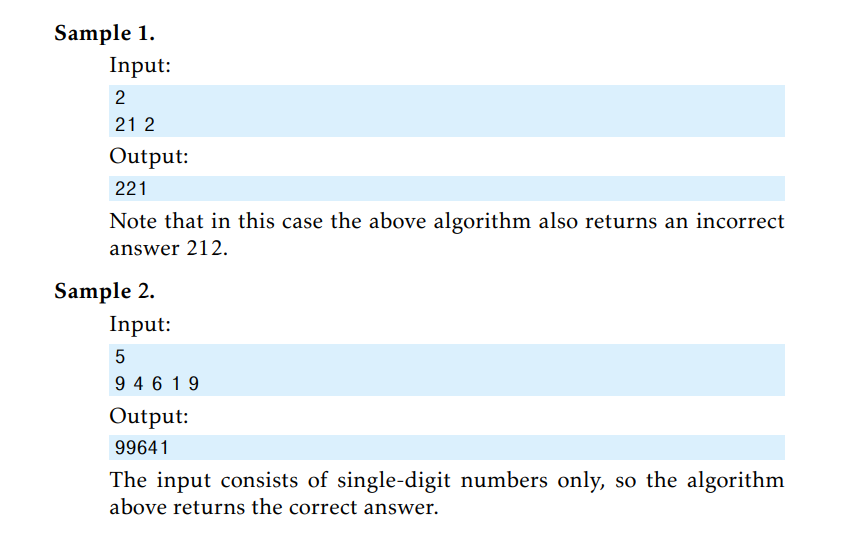 Sample 1.
Input:
2
21 2
Output:
221
Note that in this case the above algorithm also returns an incorrect
answer 212.
Sample 2.
Input:
5
9 4 6 1 9
Output:
99641
The input consists of single-digit numbers only, so the algorithm
above returns the correct answer.